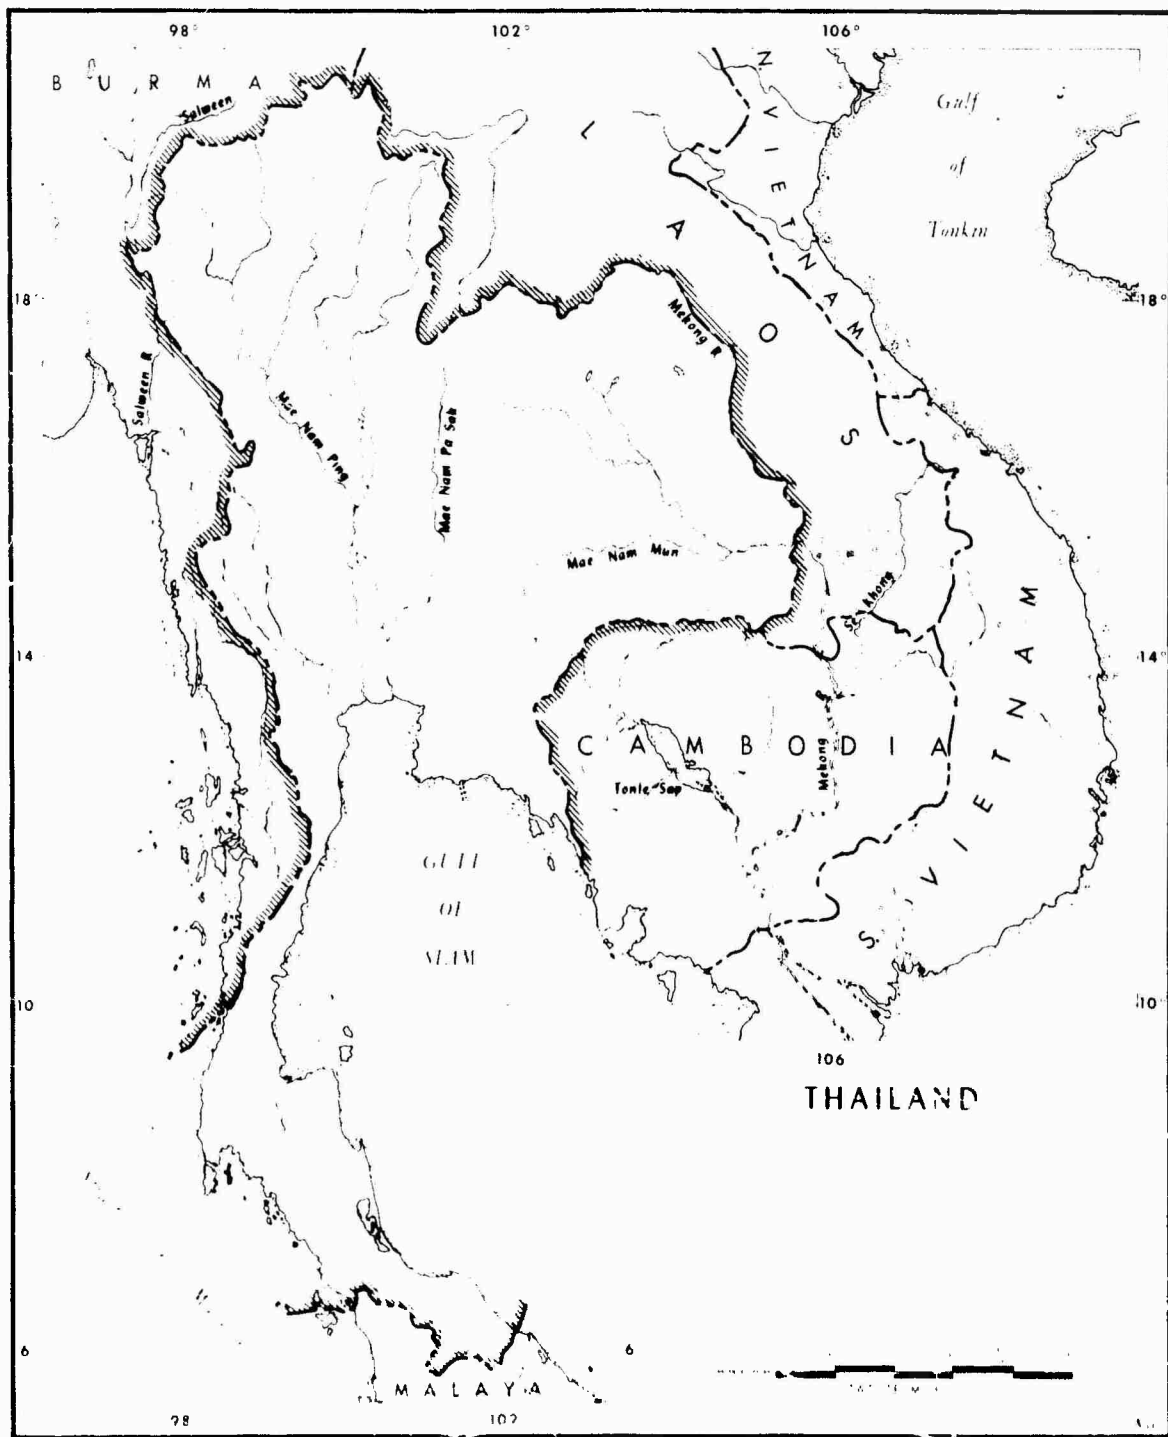 98° 102° 106°
BURMA
Salween
N. VIETNAM
Gulf
of
Tonkin
LAOS
18° 18°
Mekong R
Salween R
Mae Nam Ping
Mae Nam Pa Sak
Mae Nam Mun
Khong
14 14°
CAMBODIA
Mekong R
Tonle Sap
S. VIETNAM
GULF
OF
SIAM
10 10°
106
THAILAND
6 6
MALAYA
98 102